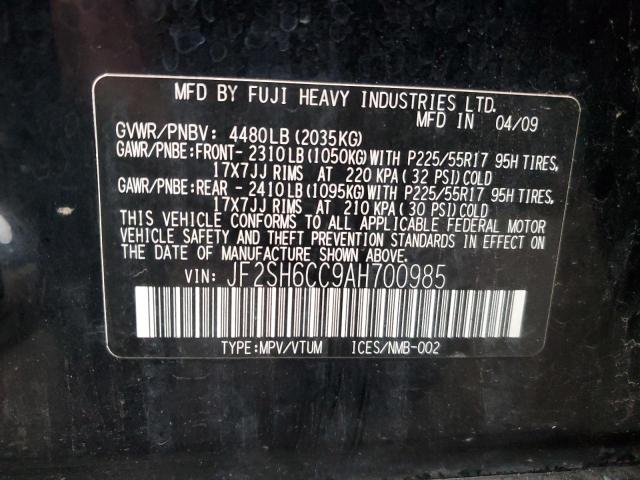 MFD BY FUJI HEAVY INDUSTRIES LTD.
MFD IN 04/09
GVWR/PNBV: 4480LB(2035KG)
GAWR/PNBE:FRONT- 2310LB(1050KG)WITH P225/55R17 95H TIRES,
17X7JJ RIMS AT 220 KPA(32 PSI)COLD
GAWR/PNBE:REAR - 2410LB(1095KG)WITH P225/55R17 95H TIRES,
17X7JJ RIMS AT 210 KPA(30 PSI)COLD
THIS VEHICLE CONFORMS TO ALL APPLICABLE FEDERAL MOTOR
VEHICLE SAFETY AND THEFT PREVENTION STANDARDS IN EFFECT ON
THE DATE OF MANUFACTURE SHOWN ABOVE.
VIN: JF2SH6CC9AH700985
TYPE:MPV/VTUM ICES/NMB-002